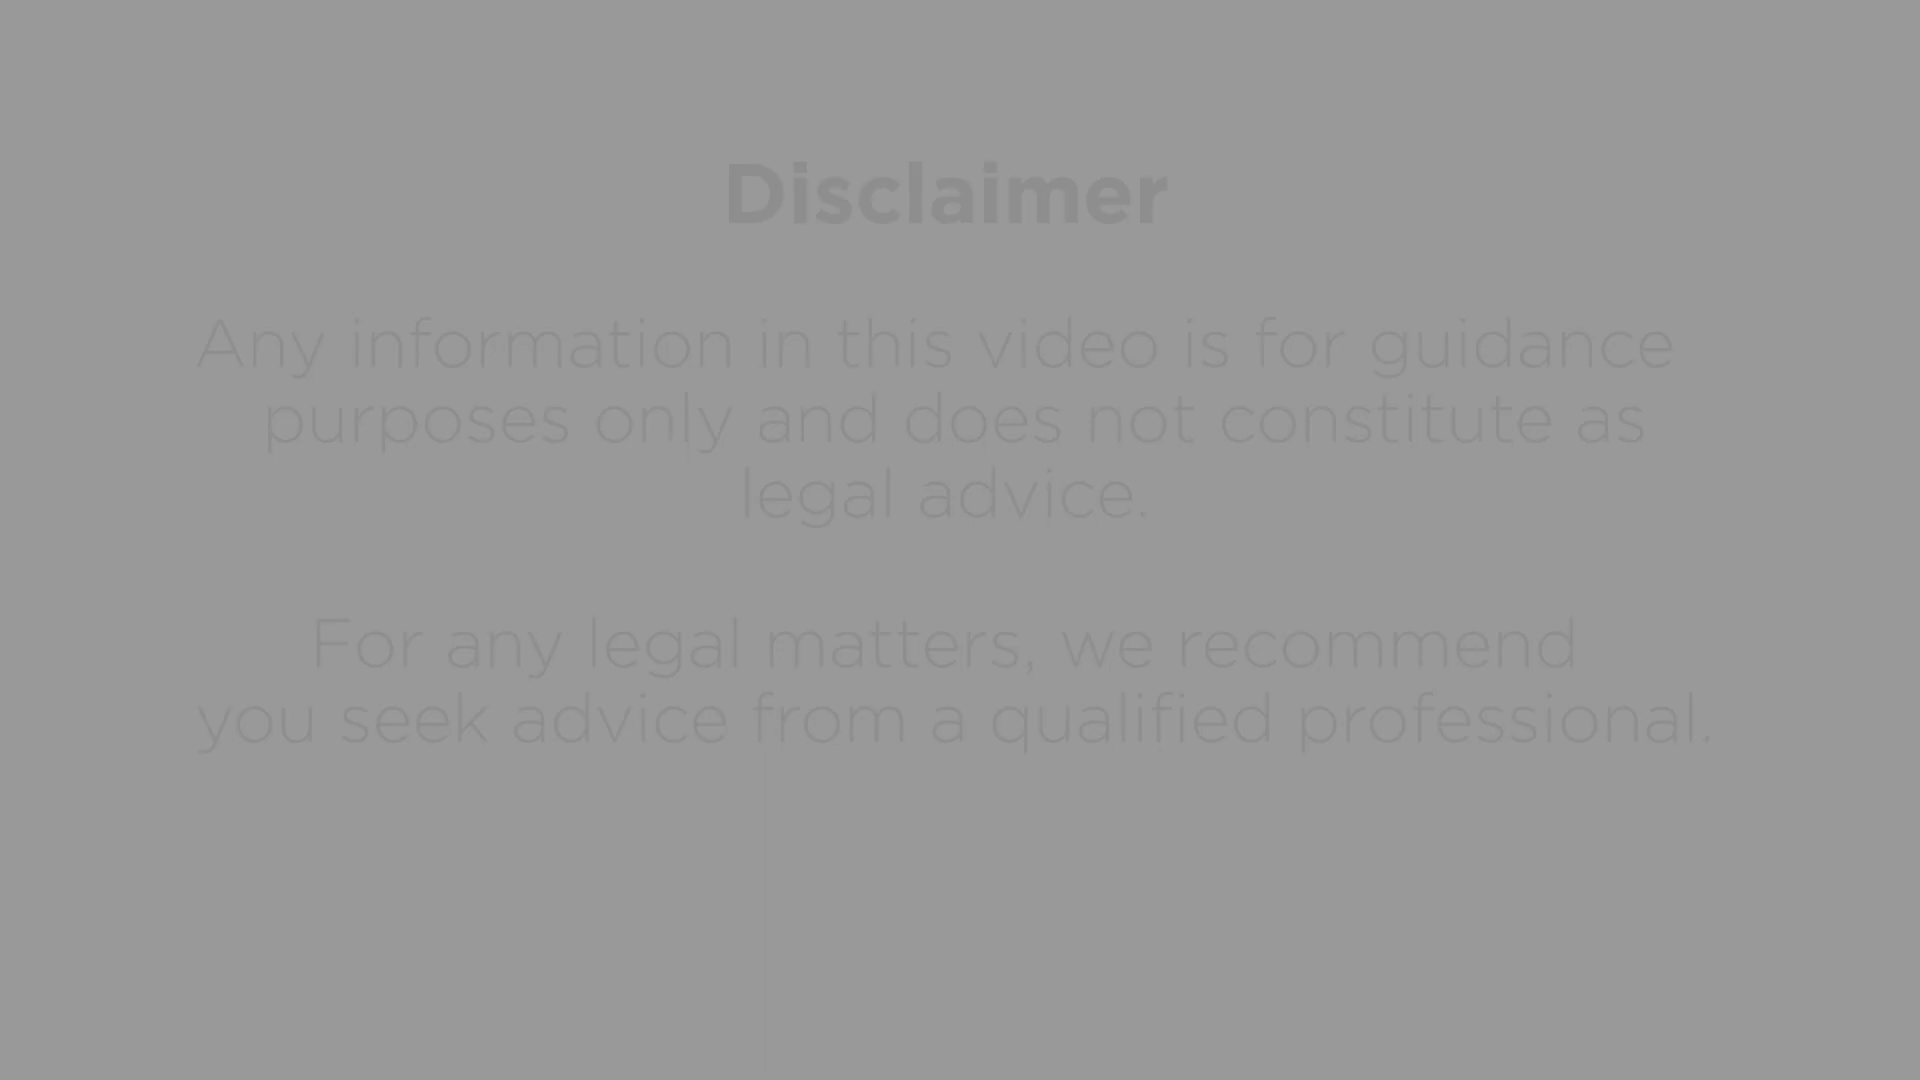 Disclaimer
Any information in this video is for guidance
purposes only and does not constitute as
legal advice.
For any legal matters, we recommend
you seek advice from a qualified professional.